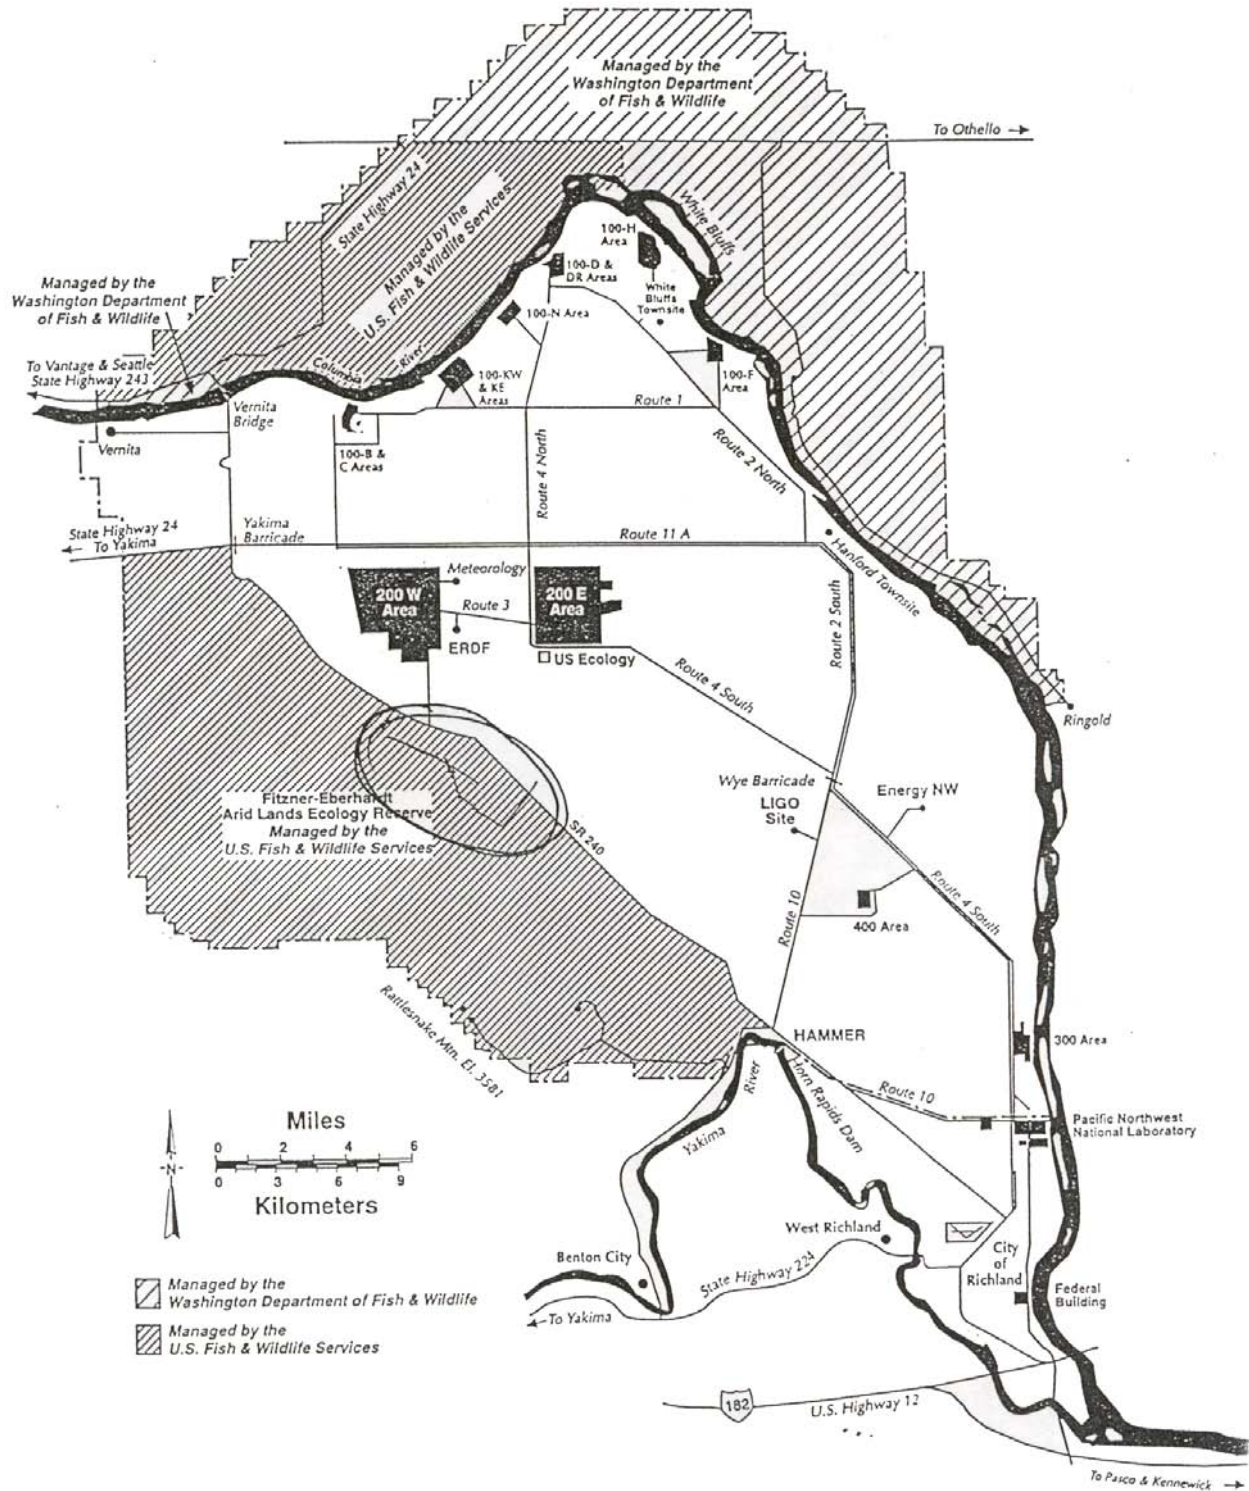 Managed by the
Washington Department
of Fish & Wildlife
To Othello
State Highway 24
Managed by the
U.S. Fish & Wildlife Services
White Bluffs
100-H
Area
100-D &
DR Areas
White
Bluffs
Townsite
100-N Area
Managed by the
Washington Department
of Fish & Wildlife
To Vantage & Seattle
State Highway 243
Columbia
River
100-KW
& KE
Areas
100-F
Area
Route 1
Vernita
Bridge
Vernita
100-B &
C Areas
Route 4 North
Route 2 North
State Highway 24
To Yakima
Yakima
Barricade
Route 11 A
Hanford Townsite
Meteorology
200 W
Area
200 E
Area
Route 3
ERDF
US Ecology
Route 2 South
Route 4 South
Ringold
Wye Barricade
Energy NW
LIGO
Site
Fitzner-Eberhardt
Arid Lands Ecology Reserve
Managed by the
U.S. Fish & Wildlife Services
SR 240
Route 10
Route 4 South
400 Area
Rattlesnake Mtn. El. 3581
HAMMER
300 Area
Yakima
River
Horn Rapids Dam
Route 10
Pacific Northwest
National Laboratory
Miles
0 2 4 6
0 3 6 9
Kilometers
N
West Richland
City
of
Richland
Benton City
State Highway 224
Federal
Building
To Yakima
Managed by the
Washington Department of Fish & Wildlife
Managed by the
U.S. Fish & Wildlife Services
182
U.S. Highway 12
To Pasco & Kennewick